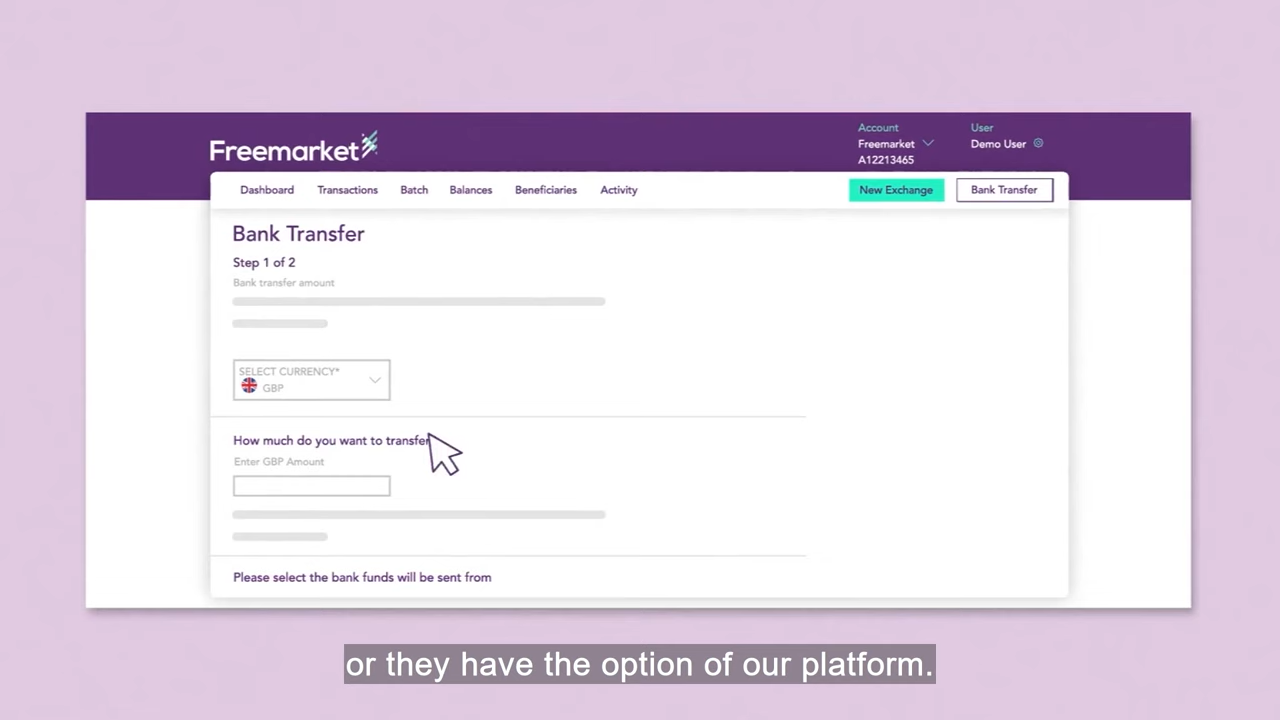 Freemarket
Account
Freemarket
A12213465
User
Demo User
Dashboard Transactions Batch Balances Beneficiaries Activity New Exchange Bank Transfer
Bank Transfer
Step 1 of 2
Bank transfer amount
SELECT CURRENCY*
GBP
How much do you want to transfer
Enter GBP Amount
Please select the bank funds will be sent from
or they have the option of our platform.